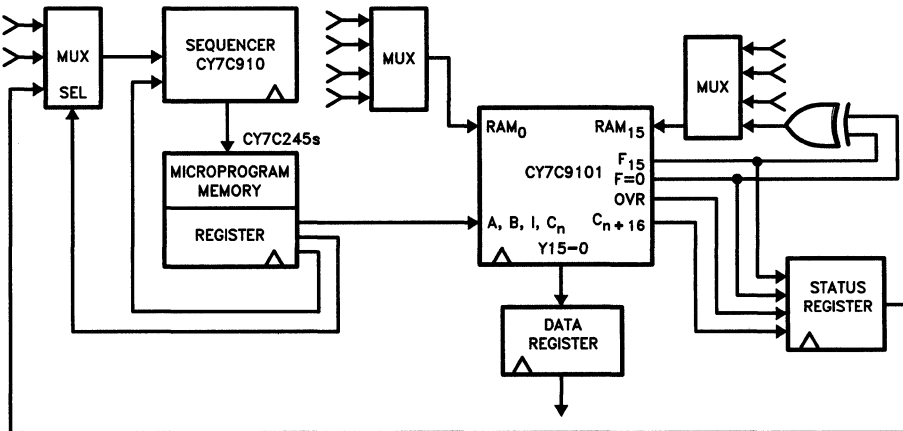 MUX
SEL
SEQUENCER
CY7C910
CY7C245s
MICROPROGRAM
MEMORY
REGISTER
MUX
MUX
RAM0
RAM15
CY7C9101
F15
F=0
OVR
A, B, I, Cn
Cn + 16
Y15–0
DATA
REGISTER
STATUS
REGISTER